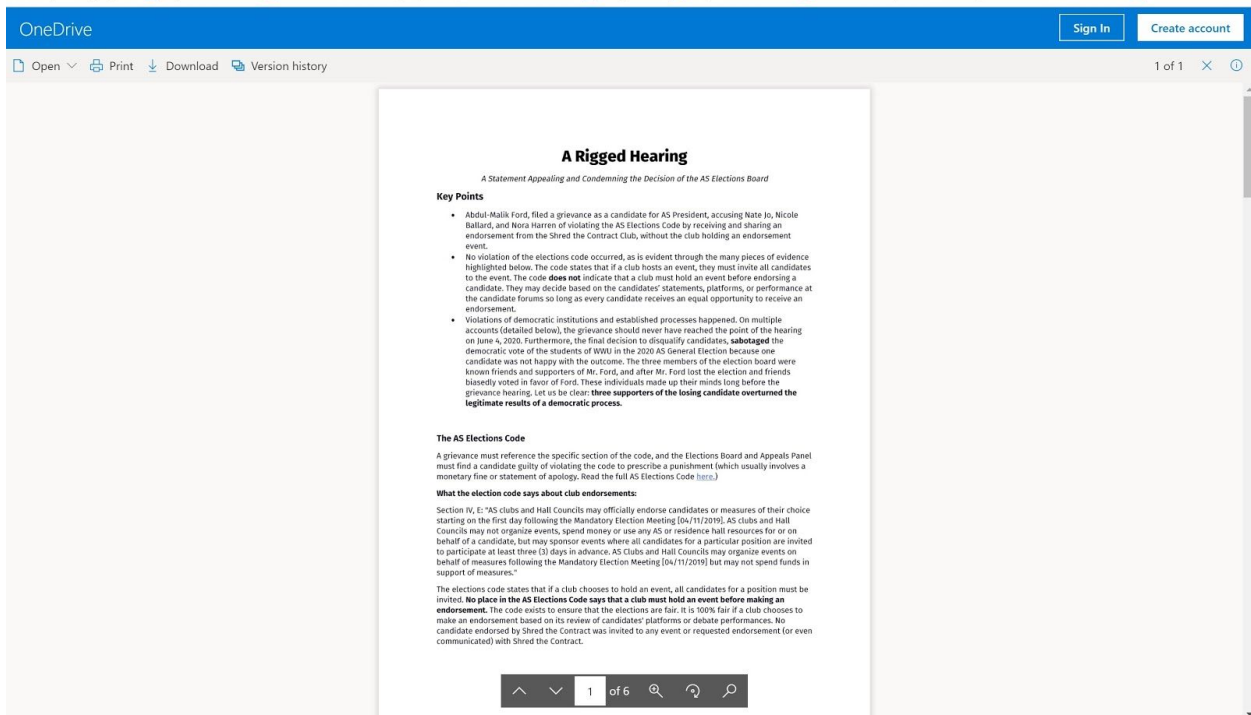 OneDrive
Sign In
Create account
Open
Print
Download
Version history
1 of 1
A Rigged Hearing
A Statement Appealing and Condemning the Decision of the AS Elections Board
Key Points
• Abdul-Malik Ford, filed a grievance as a candidate for AS President, accusing Nate Jo, Nicole
Ballard, and Nora Harren of violating the AS Elections Code by receiving and sharing an
endorsement from the Shred the Contract Club, without the club holding an endorsement
event.
• No violation of the elections code occurred, as is evident through the many pieces of evidence
highlighted below. The code states that if a club hosts an event, they must invite all candidates
to the event. The code does not indicate that a club must hold an event before endorsing a
candidate. They may decide based on the candidates' statements, platforms, or performance at
the candidate forums so long as every candidate receives an equal opportunity to receive an
endorsement.
• Violations of democratic institutions and established processes happened. On multiple
accounts (detailed below), the grievance should never have reached the point of the hearing
on June 4, 2020. Furthermore, the final decision to disqualify candidates, sabotaged the
democratic vote of the students of WWU in the 2020 AS General Election because one
candidate was not happy with the outcome. The three members of the election board were
known friends and supporters of Mr. Ford, and after Mr. Ford lost the election and friends
biasedly voted in favor of Ford. These individuals made up their minds long before the
grievance hearing. Let us be clear: three supporters of the losing candidate overturned the
legitimate results of a democratic process.
The AS Elections Code
A grievance must reference the specific section of the code, and the Elections Board and Appeals Panel
must find a candidate guilty of violating the code to prescribe a punishment (which usually involves a
monetary fine or statement of apology. Read the full AS Elections Code here.)
What the election code says about club endorsements:
Section IV, E: "AS clubs and Hall Councils may officially endorse candidates or measures of their choice
starting on the first day following the Mandatory Election Meeting [04/11/2019]. AS clubs and Hall
Councils may not organize events, spend money or use any AS or residence hall resources for or on
behalf of a candidate, but may sponsor events where all candidates for a particular position are invited
to participate at least three (3) days in advance. AS Clubs and Hall Councils may organize events on
behalf of measures following the Mandatory Election Meeting [04/11/2019] but may not spend funds in
support of measures."
The elections code states that if a club chooses to hold an event, all candidates for a position must be
invited. No place in the AS Elections Code says that a club must hold an event before making an
endorsement. The code exists to ensure that the elections are fair. It is 100% fair if a club chooses to
make an endorsement based on its review of candidates' platforms or debate performances. No
candidate endorsed by Shred the Contract was invited to any event or requested endorsement (or even
communicated) with Shred the Contract.
1 of 6